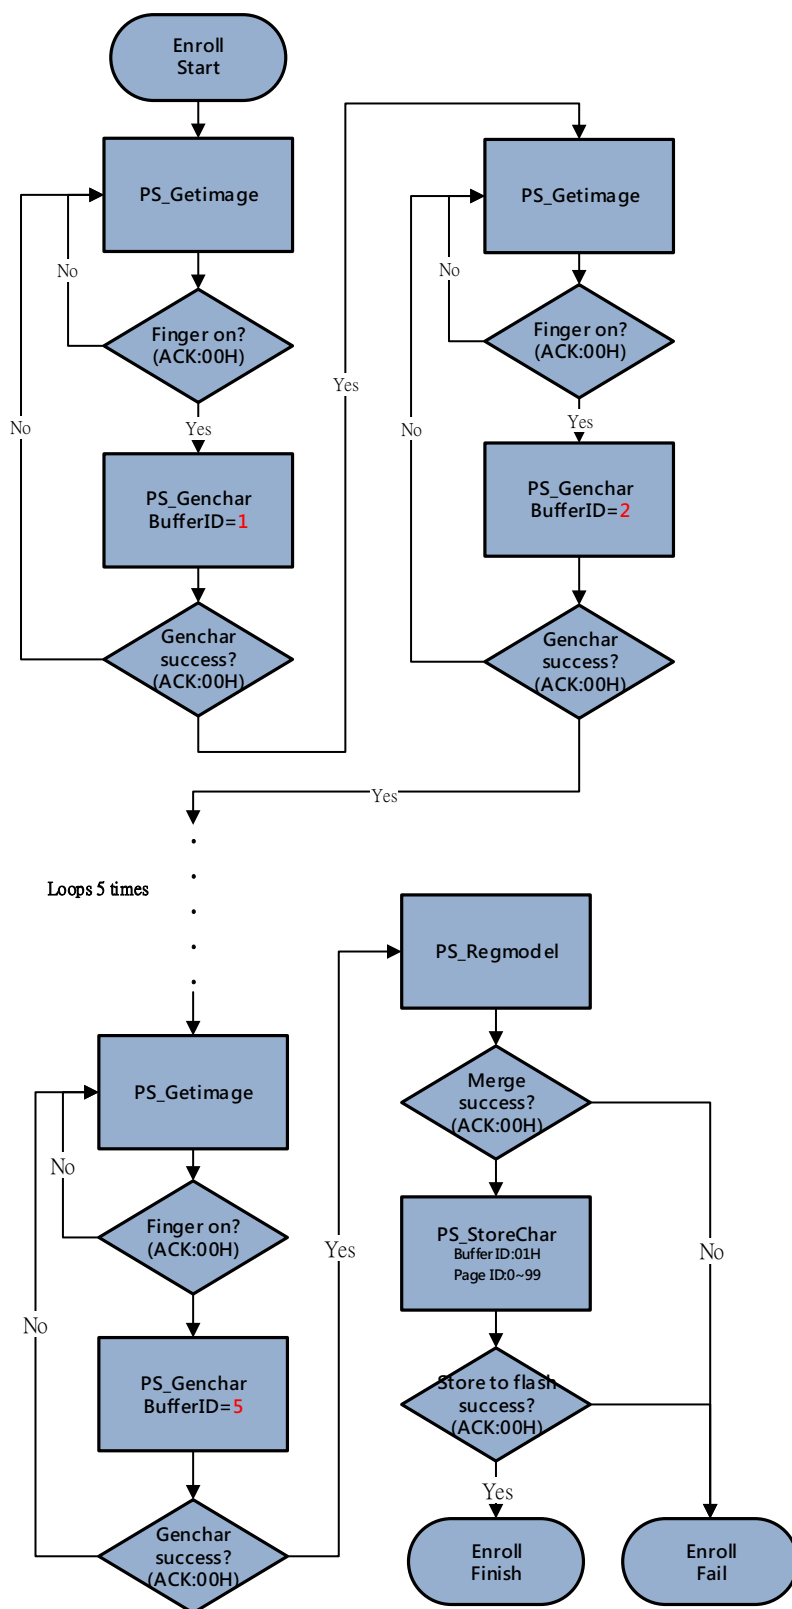 Enroll
Start
PS_Getimage
No
Finger on?
(ACK:00H)
No
Yes
PS_Genchar
BufferID=1
Genchar
success?
(ACK:00H)
Yes
PS_Getimage
No
Finger on?
(ACK:00H)
No
Yes
PS_Genchar
BufferID=2
Genchar
success?
(ACK:00H)
Yes
Loops 5 times
PS_Getimage
No
Finger on?
(ACK:00H)
No
PS_Genchar
BufferID=5
Genchar
success?
(ACK:00H)
Yes
PS_Regmodel
Merge
success?
(ACK:00H)
No
PS_StoreChar
Buffer ID:01H
Page ID:0~99
Store to flash
success?
(ACK:00H)
Yes
Enroll
Finish
Enroll
Fail